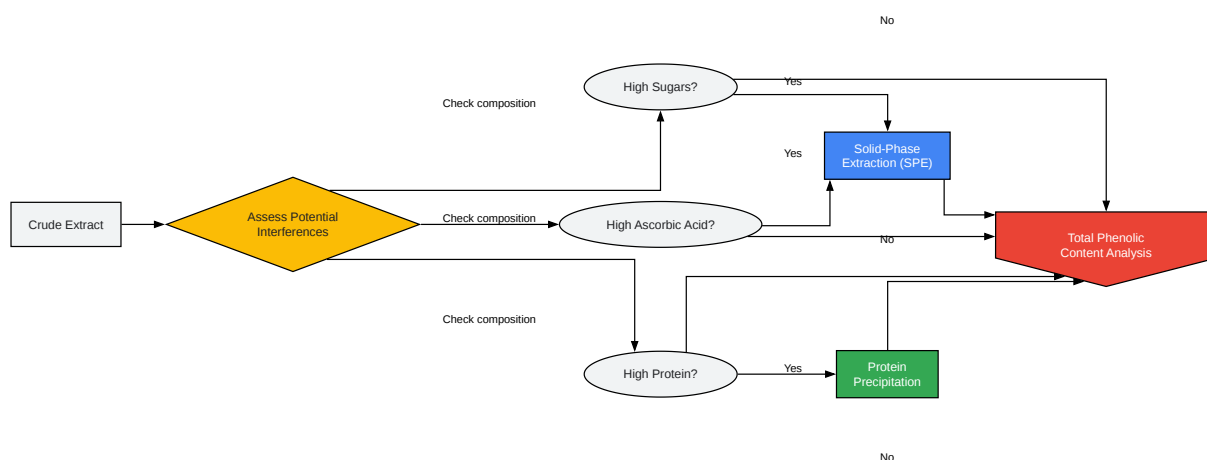 No
Yes
High Sugars?
Check composition
Solid-Phase
Extraction (SPE)
Yes
Crude Extract
Assess Potential
Interferences
Check composition
High Ascorbic Acid?
No
Total Phenolic
Content Analysis
Check composition
High Protein?
Yes
Protein
Precipitation
No